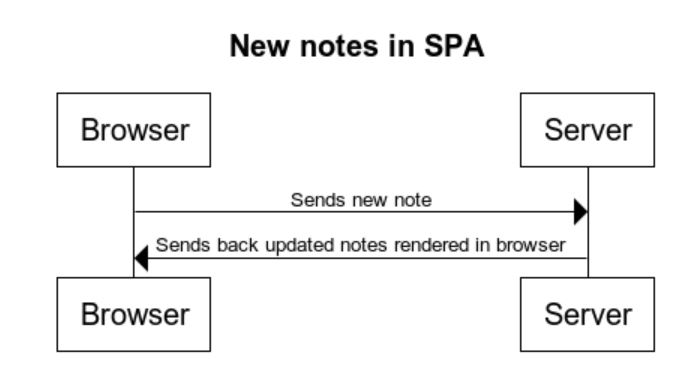 New notes in SPA
Browser
Server
Sends new note
Sends back updated notes rendered in browser
Browser
Server